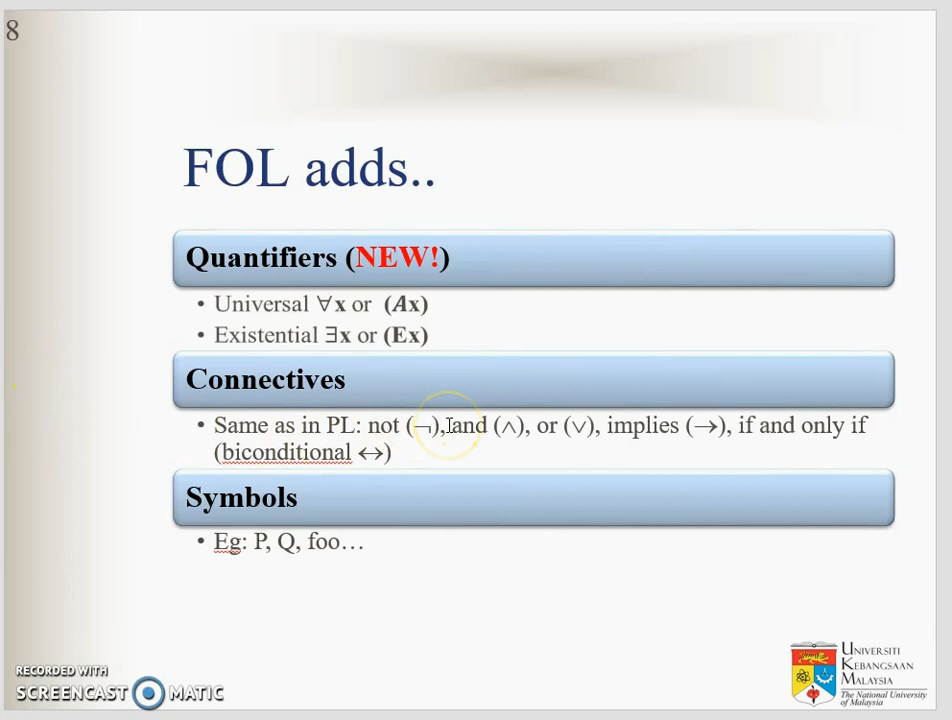 8
FOL adds..
Quantifiers (NEW!)
• Universal ∀x or (Ax)
• Existential ∃x or (Ex)
Connectives
• Same as in PL: not (¬), and (∧), or (∨), implies (→), if and only if
(biconditional ↔)
Symbols
• Eg: P, Q, foo…
RECORDED WITH
SCREENCAST MATIC
UNIVERSITI
KEBANGSAAN
MALAYSIA
The National University
of Malaysia